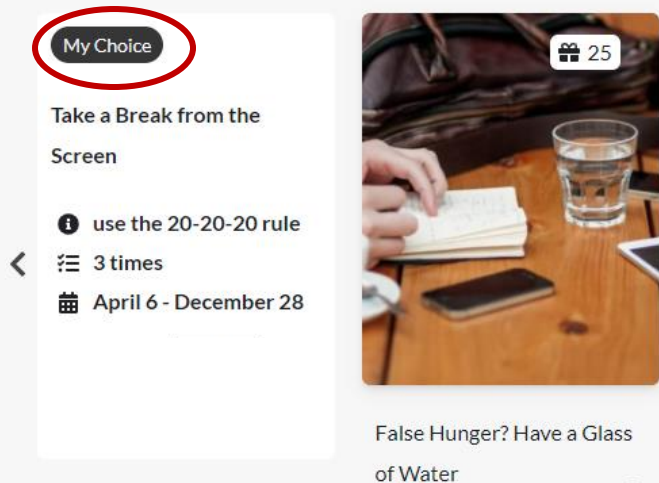 My Choice
Take a Break from the
Screen
use the 20-20-20 rule
3 times
April 6 - December 28
25
False Hunger? Have a Glass
of Water